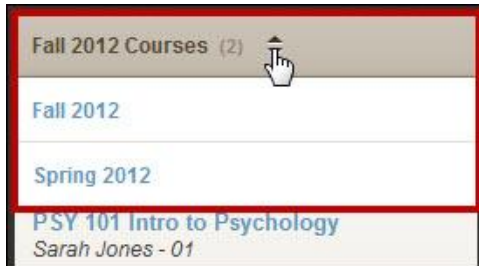 Fall 2012 Courses (2)
Fall 2012
Spring 2012
PSY 101 Intro to Psychology
Sarah Jones - 01